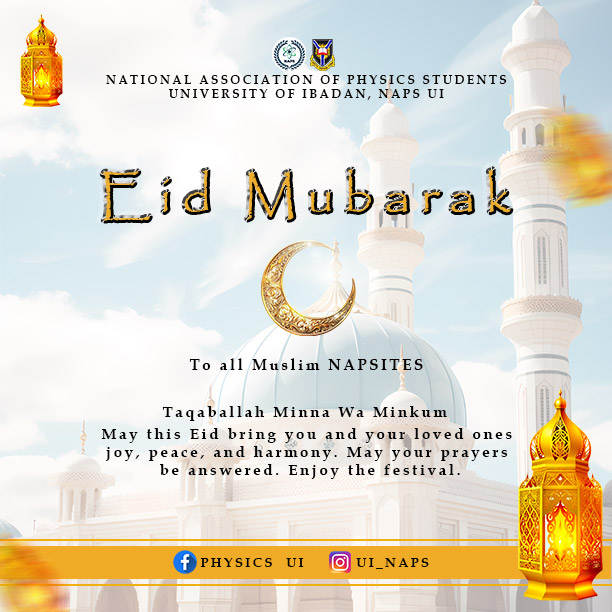 NAPS
NATIONAL ASSOCIATION OF PHYSICS STUDENTS
UNIVERSITY OF IBADAN, NAPS UI
Eid Mubarak
To all Muslim NAPSITES
Taqaballah Minna Wa Minkum
May this Eid bring you and your loved ones
joy, peace, and harmony. May your prayers
be answered. Enjoy the festival.
PHYSICS UI UI_NAPS